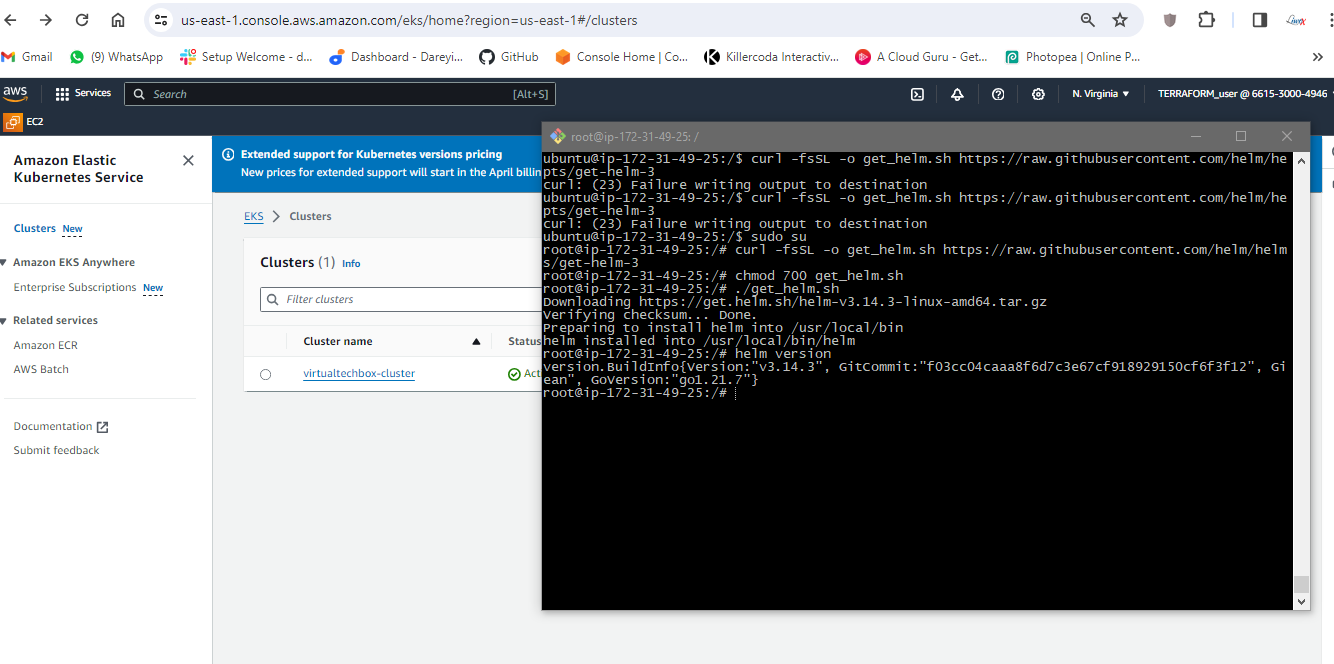 us-east-1.console.aws.amazon.com/eks/home?region=us-east-1#/clusters
Gmail
(9) WhatsApp
Setup Welcome - d...
Dashboard - Dareyi...
GitHub
Console Home | Co...
Killercoda Interactiv...
A Cloud Guru - Get...
Photopea | Online P...
aws
Services
Search
[Alt+S]
N. Virginia
TERRAFORM_user @ 6615-3000-4946
EC2
Amazon Elastic
Kubernetes Service
Clusters New
Amazon EKS Anywhere
Enterprise Subscriptions New
Related services
Amazon ECR
AWS Batch
Documentation
Submit feedback
Extended support for Kubernetes versions pricing
New prices for extended support will start in the April billin
EKS > Clusters
Clusters (1) Info
Filter clusters
Cluster name
Status
virtualtechbox-cluster
Act
root@ip-172-31-49-25: /
ubuntu@ip-172-31-49-25:/$ curl -fsSL -o get_helm.sh https://raw.githubusercontent.com/helm/he
pts/get-helm-3
curl: (23) Failure writing output to destination
ubuntu@ip-172-31-49-25:/$ curl -fsSL -o get_helm.sh https://raw.githubusercontent.com/helm/he
pts/get-helm-3
curl: (23) Failure writing output to destination
ubuntu@ip-172-31-49-25:/$ sudo su
root@ip-172-31-49-25:/# curl -fsSL -o get_helm.sh https://raw.githubusercontent.com/helm/helm
s/get-helm-3
root@ip-172-31-49-25:/# chmod 700 get_helm.sh
root@ip-172-31-49-25:/# ./get_helm.sh
Downloading https://get.helm.sh/helm-v3.14.3-linux-amd64.tar.gz
Verifying checksum... Done.
Preparing to install helm into /usr/local/bin
helm installed into /usr/local/bin/helm
root@ip-172-31-49-25:/# helm version
version.BuildInfo{Version:"v3.14.3", GitCommit:"f03cc04caaa8f6d7c3e67cf918929150cf6f3f12", Gi
ean", GoVersion:"go1.21.7"}
root@ip-172-31-49-25:/#